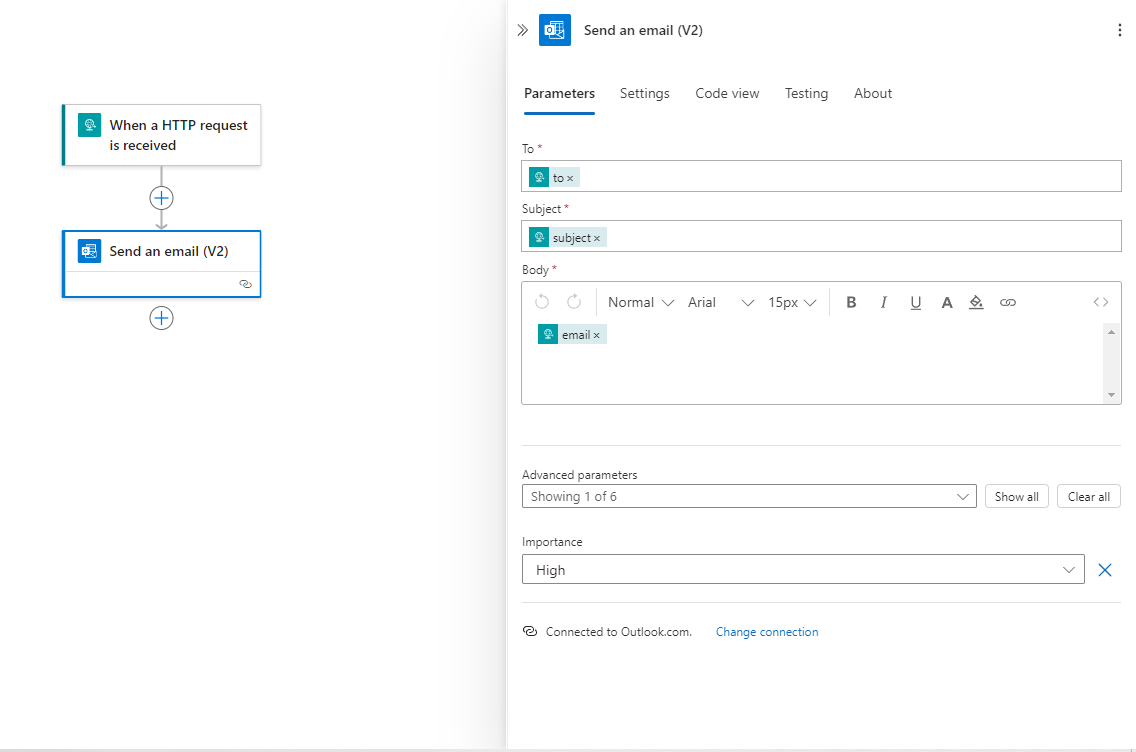 When a HTTP request
is received
Send an email (V2)
Send an email (V2)
Parameters Settings Code view Testing About
To *
to ×
Subject *
subject ×
Body *
Normal Arial 15px B I U A
email ×
Advanced parameters
Showing 1 of 6 Show all Clear all
Importance
High
Connected to Outlook.com. Change connection